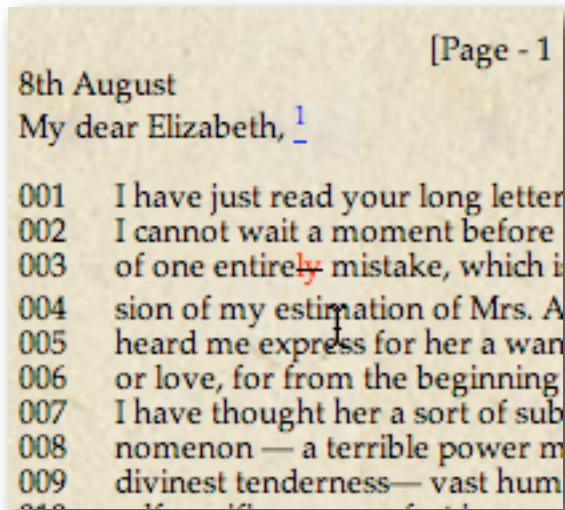 [Page - 1
8th August
My dear Elizabeth, 1
001 I have just read your long letter
002 I cannot wait a moment before
003 of one entirely mistake, which is
004 sion of my estimation of Mrs. A
005 heard me express for her a wan
006 or love, for from the beginning
007 I have thought her a sort of sub
008 nomenon — a terrible power m
009 divinest tenderness— vast hum